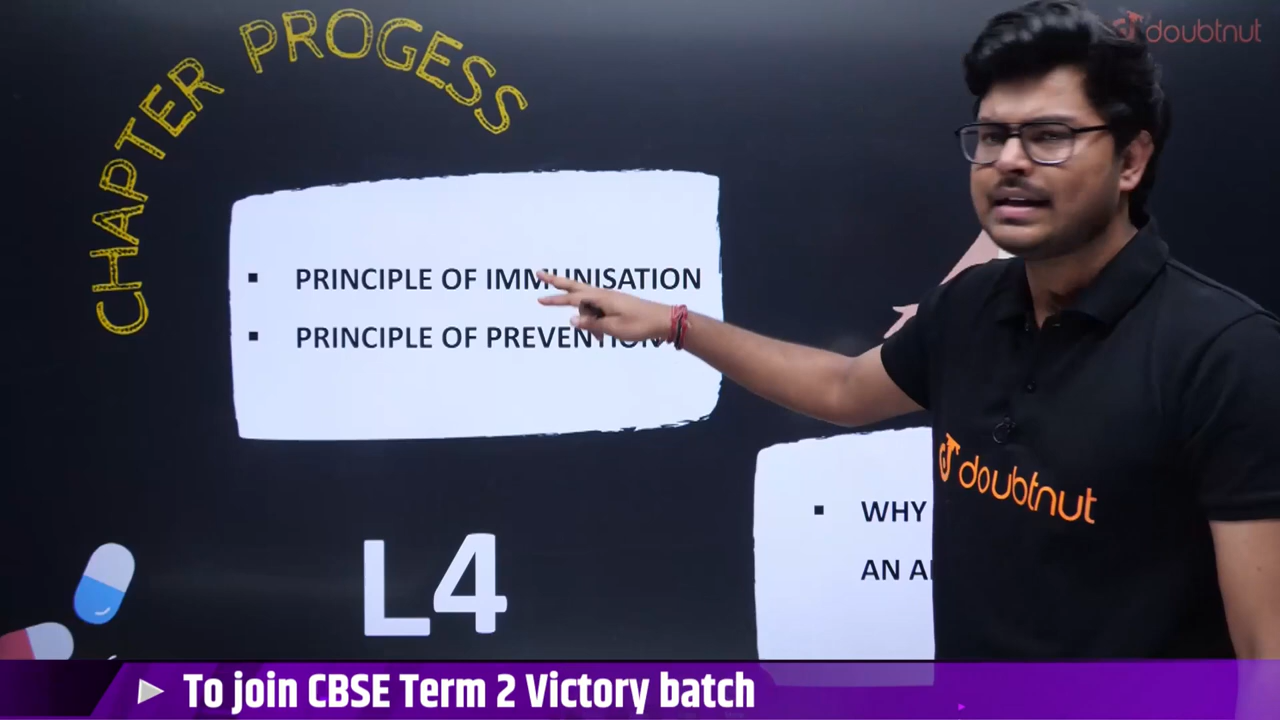 CHAPTER PROGESS
doubtnut
▪ PRINCIPLE OF IMMUNISATION
▪ PRINCIPLE OF PREVENTION
▪ WHY
AN
doubtnut
L4
To join CBSE Term 2 Victory batch